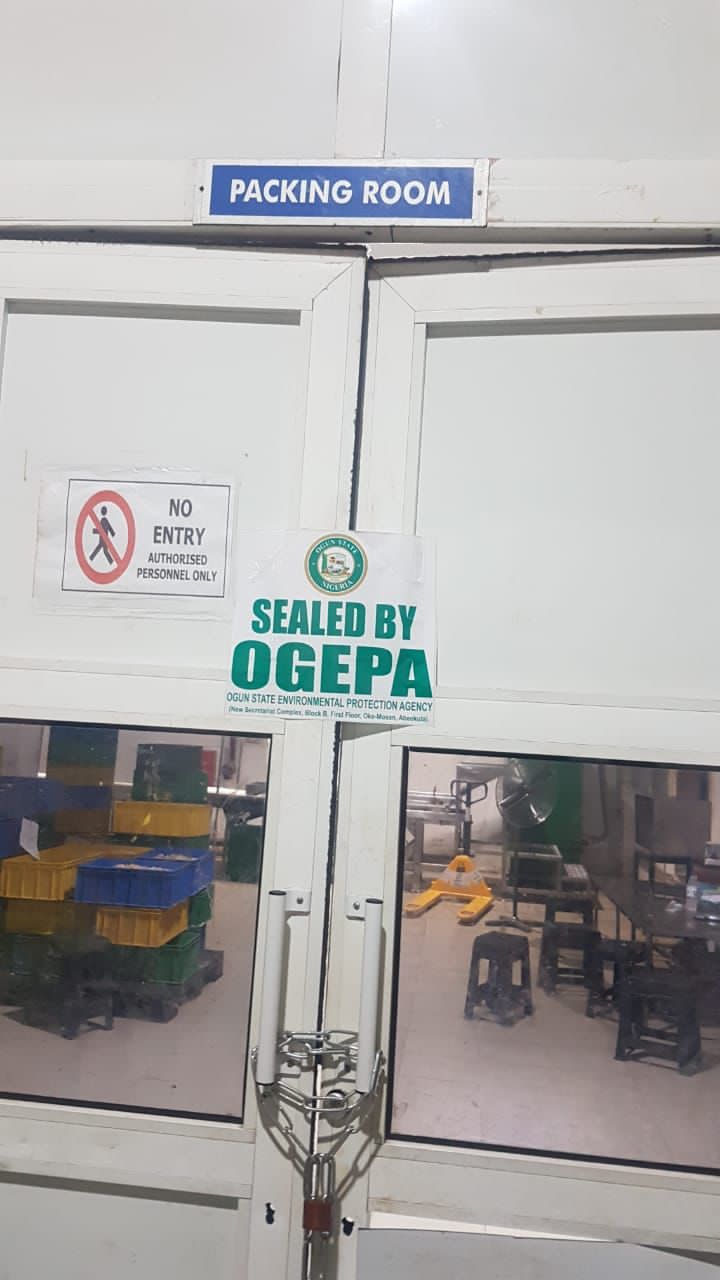 PACKING ROOM
NO
ENTRY
AUTHORISED
PERSONNEL ONLY
OGUN STATE
NIGERIA
SEALED BY
OGEPA
OGUN STATE ENVIRONMENTAL PROTECTION AGENCY
(New Secretariat Complex, Block B, First Floor, Oke-Mosan, Abeokuta)